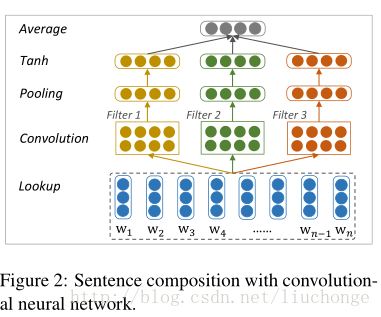 Average
Tanh
Pooling
Filter 1 Filter 2 Filter 3
Convolution
Lookup
w1 w2 w3 w4 ...... wn−1 wn
Figure 2: Sentence composition with convolution-
al neural network.
http://blog.csdn.net/liuchonge